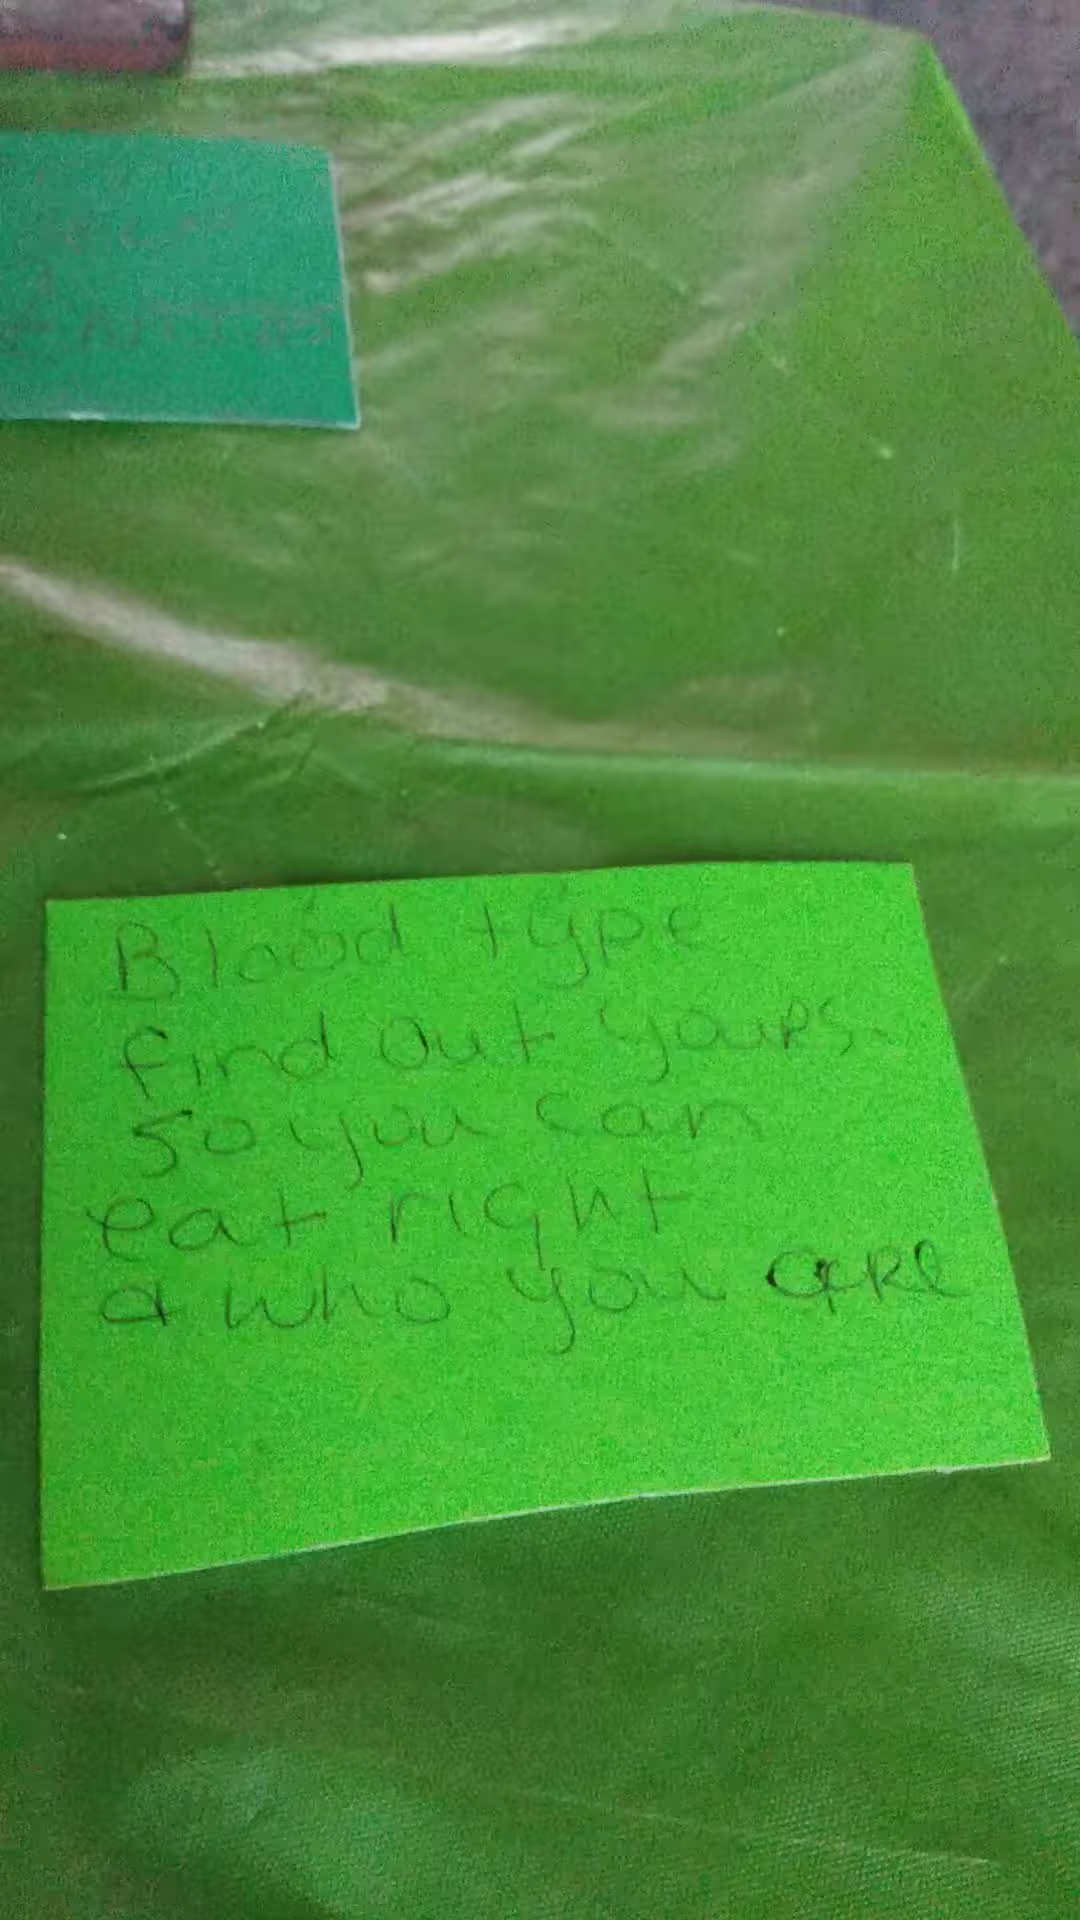 Blood type
find out yours.
so you can
eat right
& who you are